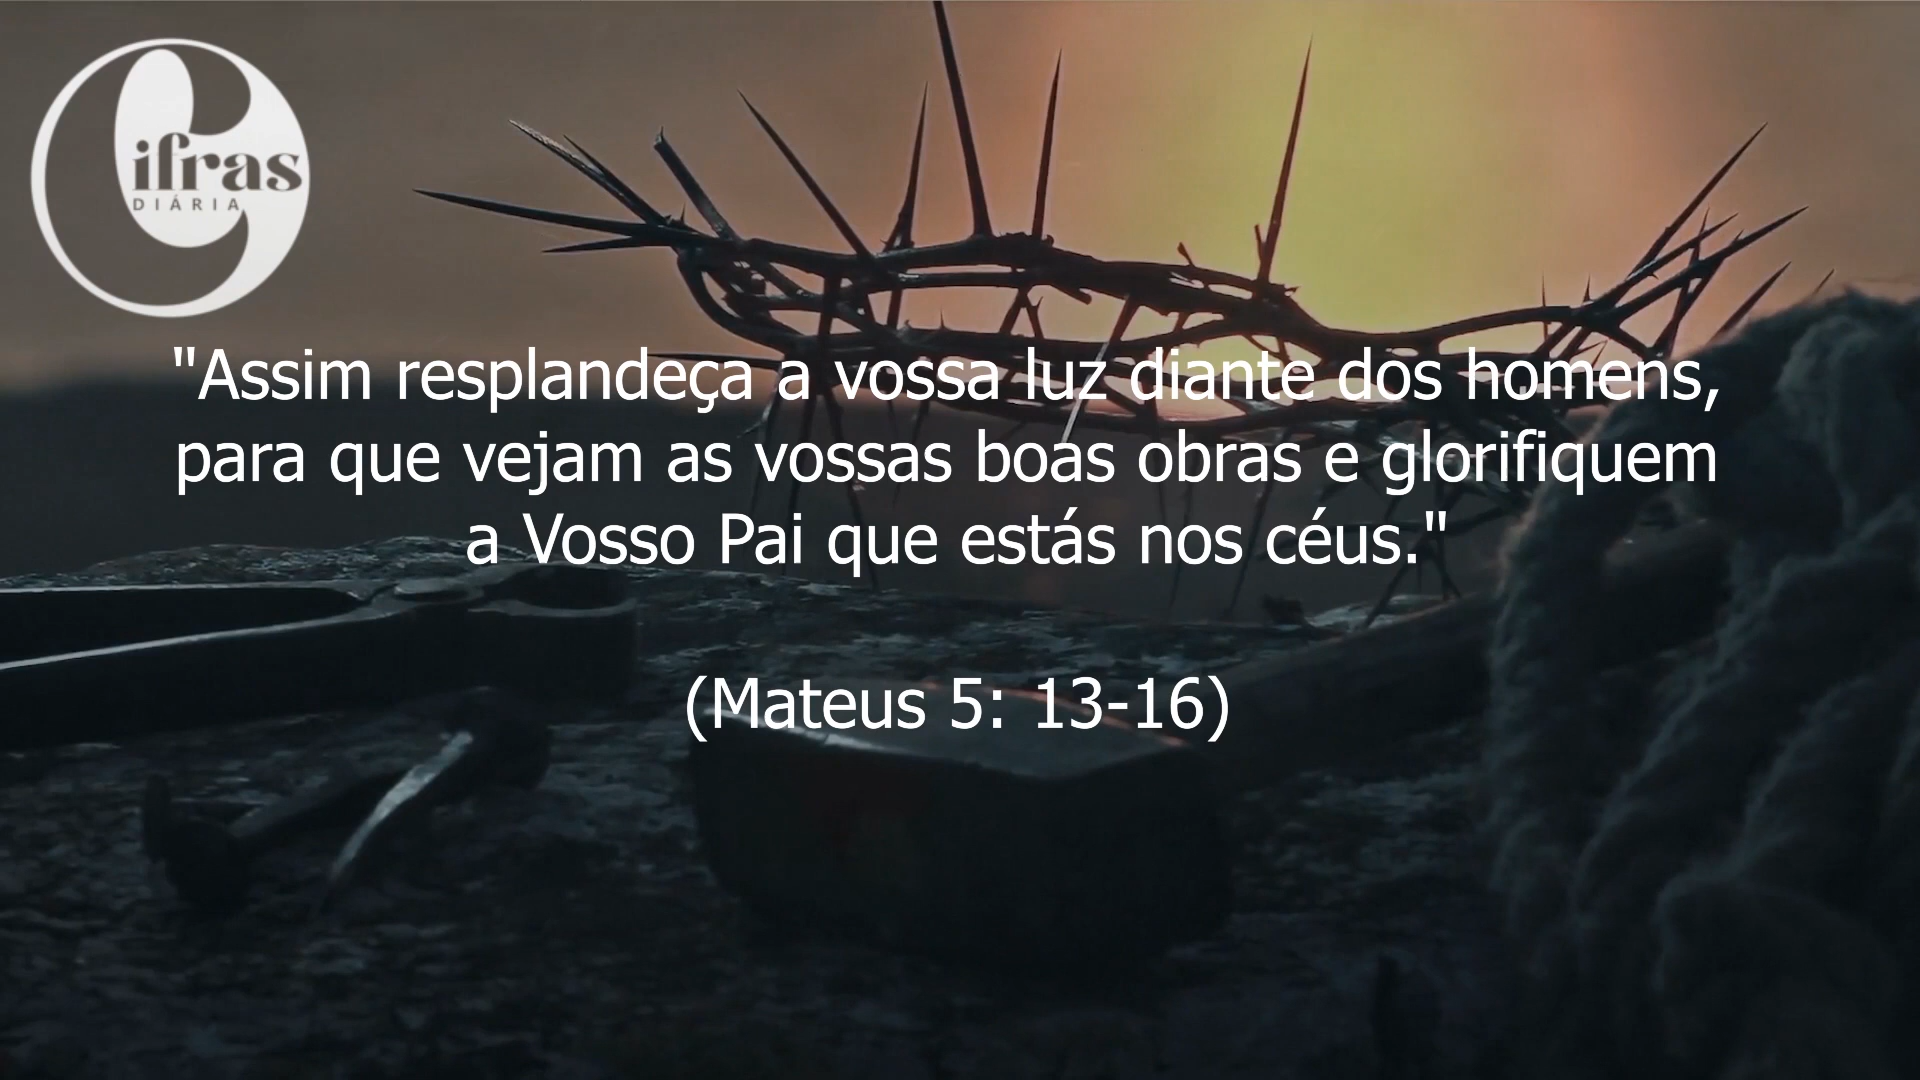 Cifras
DIÁRIA
"Assim resplandeça a vossa luz diante dos homens,
para que vejam as vossas boas obras e glorifiquem
a Vosso Pai que estás nos céus."
(Mateus 5: 13-16)